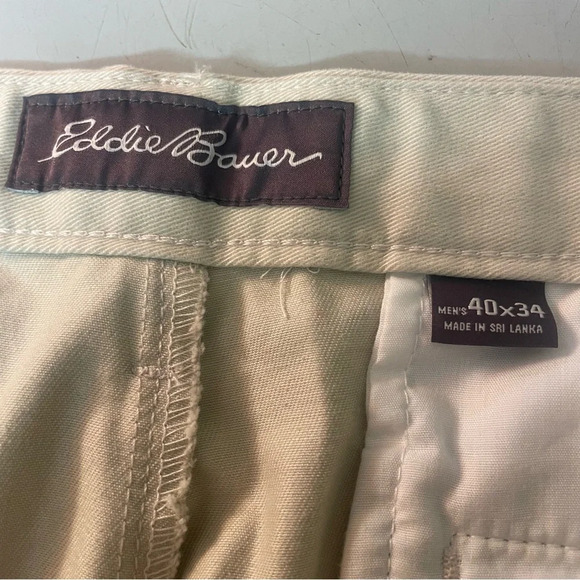 Eddie Bauer
MEN'S 40x34
MADE IN SRI LANKA